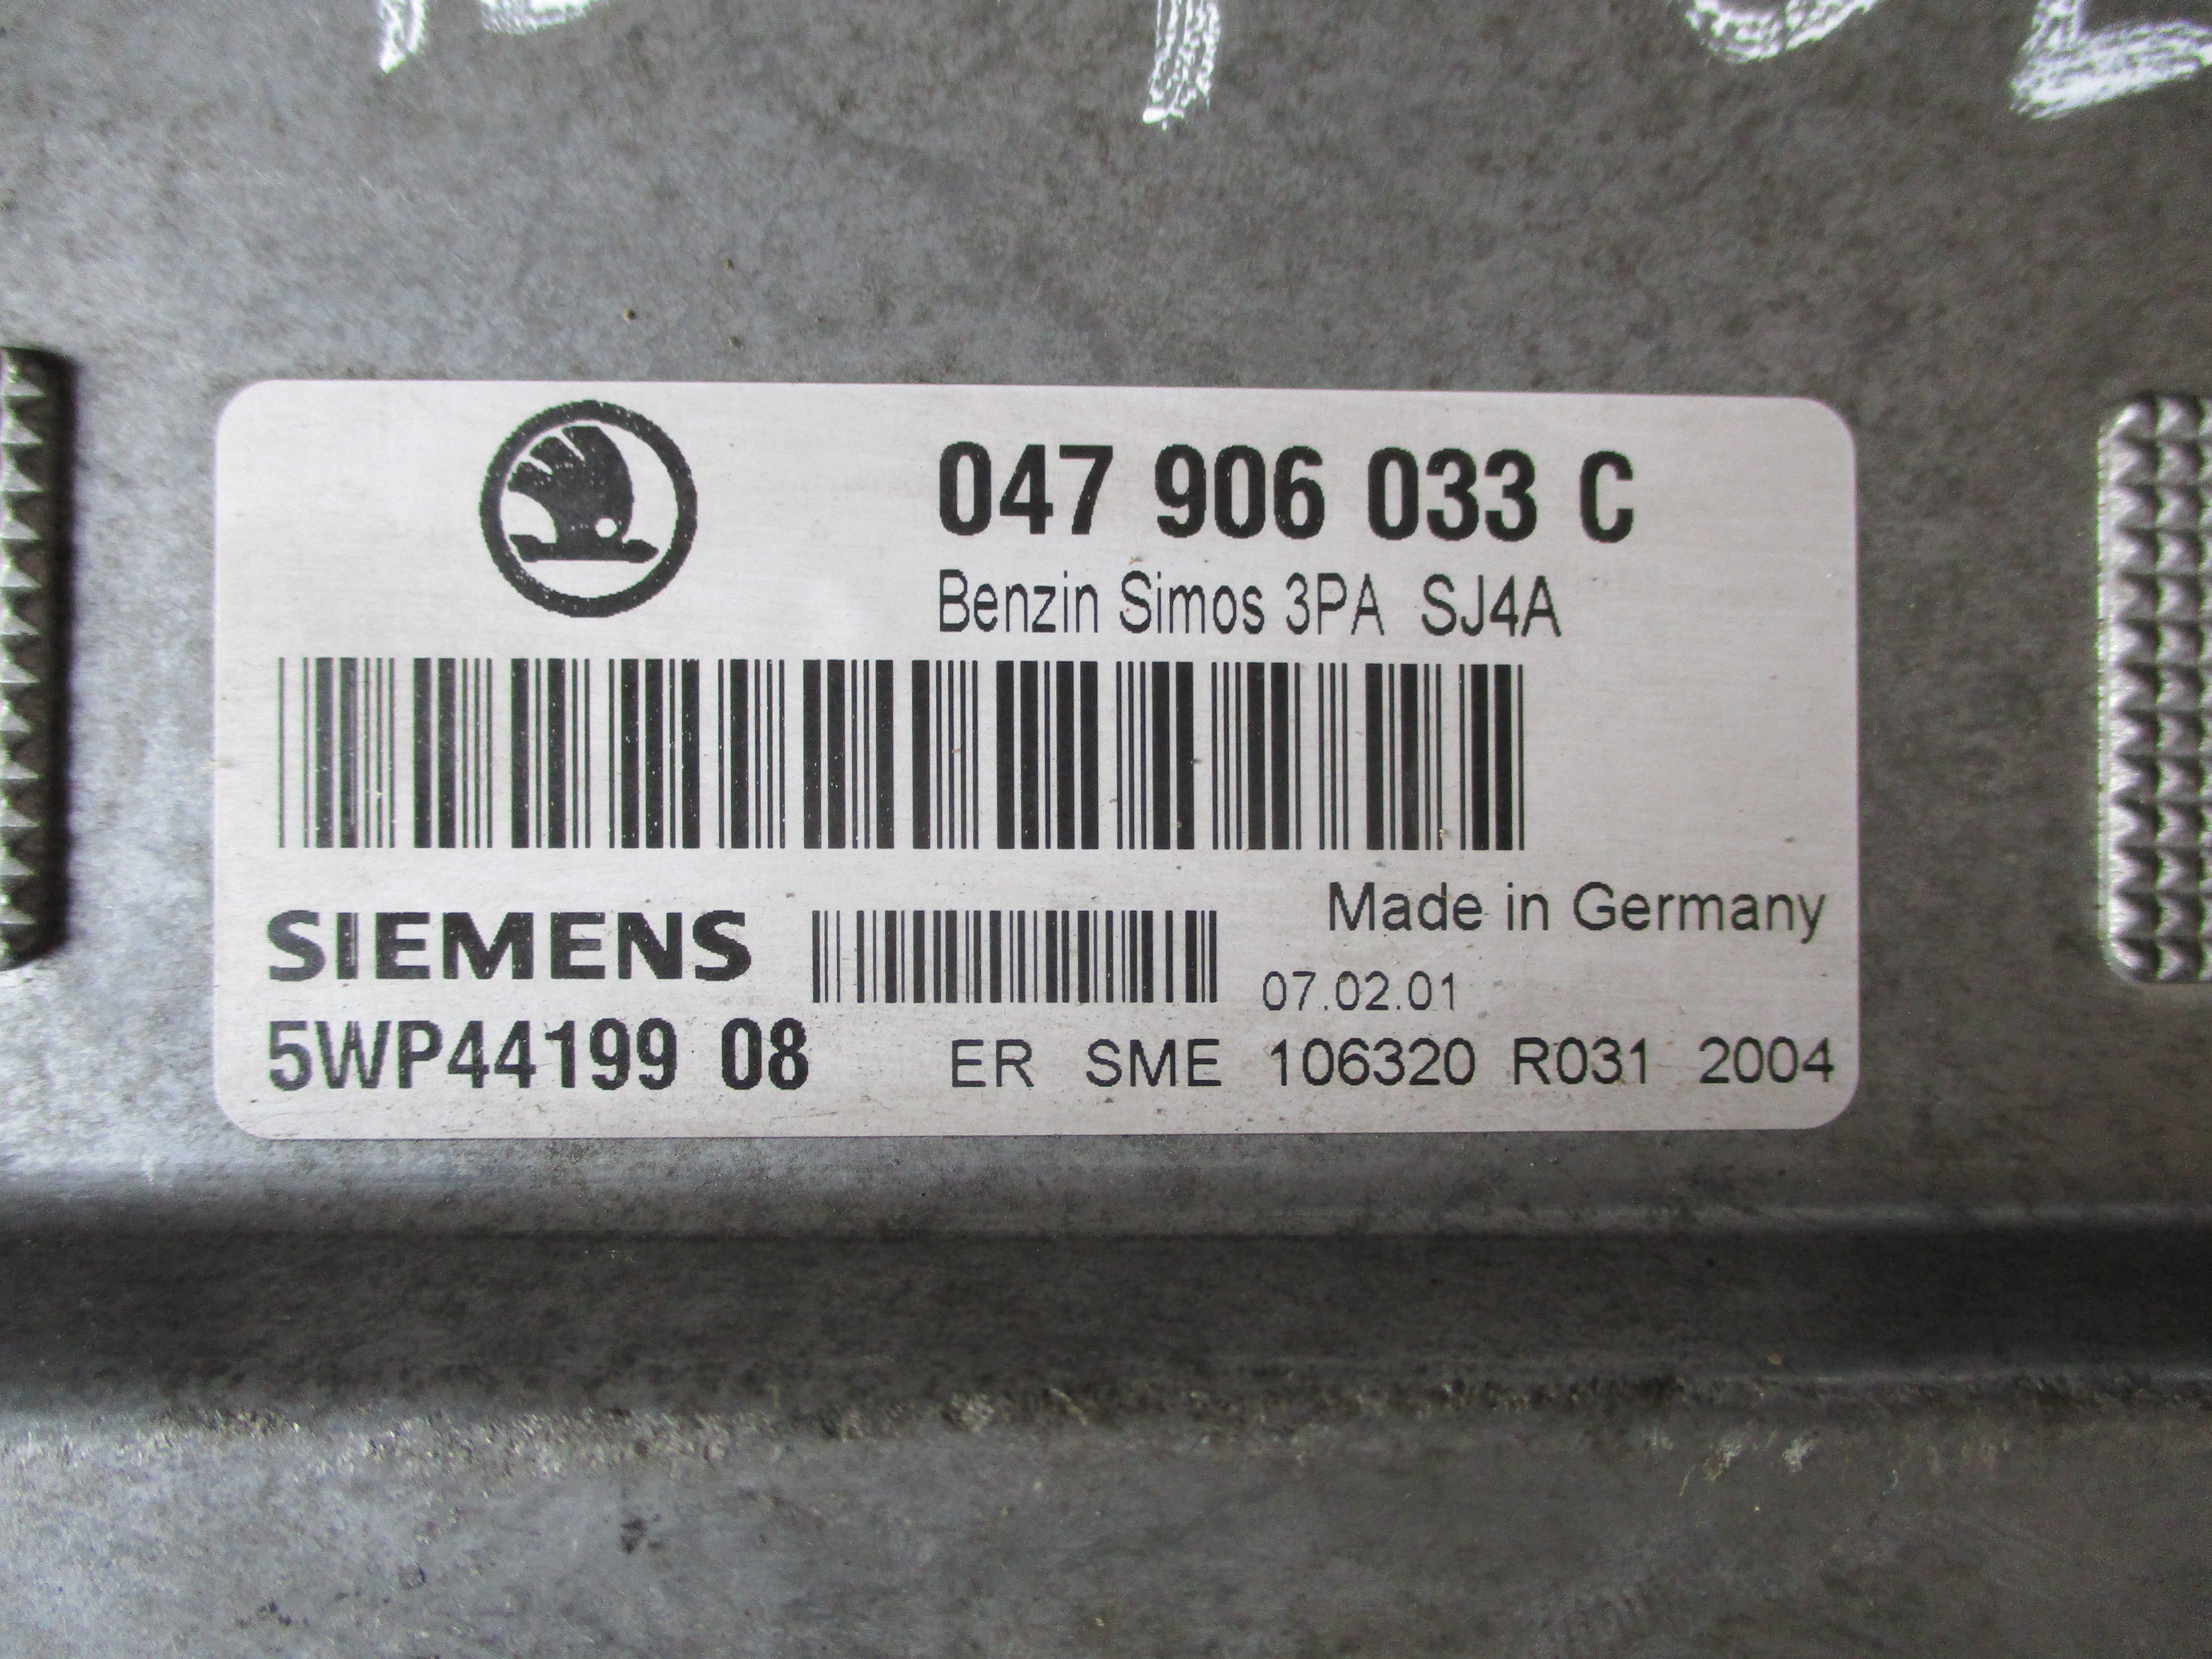 047 906 033 C
Benzin Simos 3PA SJ4A
Made in Germany
SIEMENS
07.02.01
5WP44199 08 ER SME 106320 R031 2004